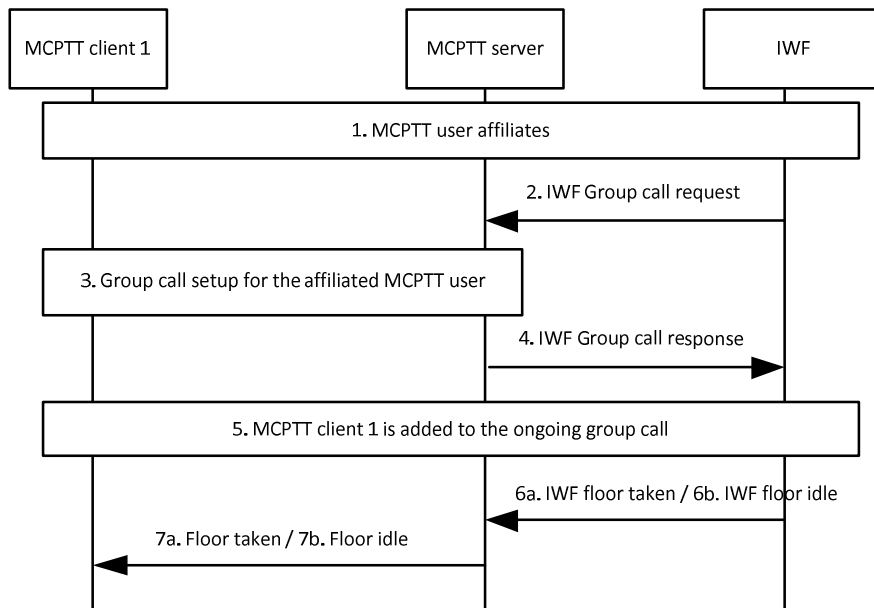 MCPTT client 1
MCPTT server
IWF
1. MCPTT user affiliates
2. IWF Group call request
3. Group call setup for the affiliated MCPTT user
4. IWF Group call response
5. MCPTT client 1 is added to the ongoing group call
6a. IWF floor taken / 6b. IWF floor idle
7a. Floor taken / 7b. Floor idle